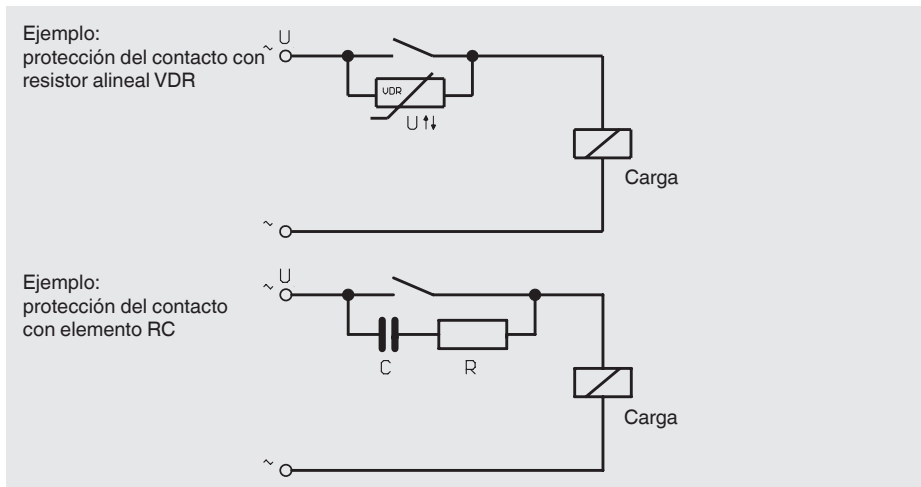 Ejemplo:
protección del contacto con
resistor alineal VDR
~ U
VDR
U ↑↓
Carga
~
Ejemplo:
protección del contacto
con elemento RC
~ U
C R
Carga
~